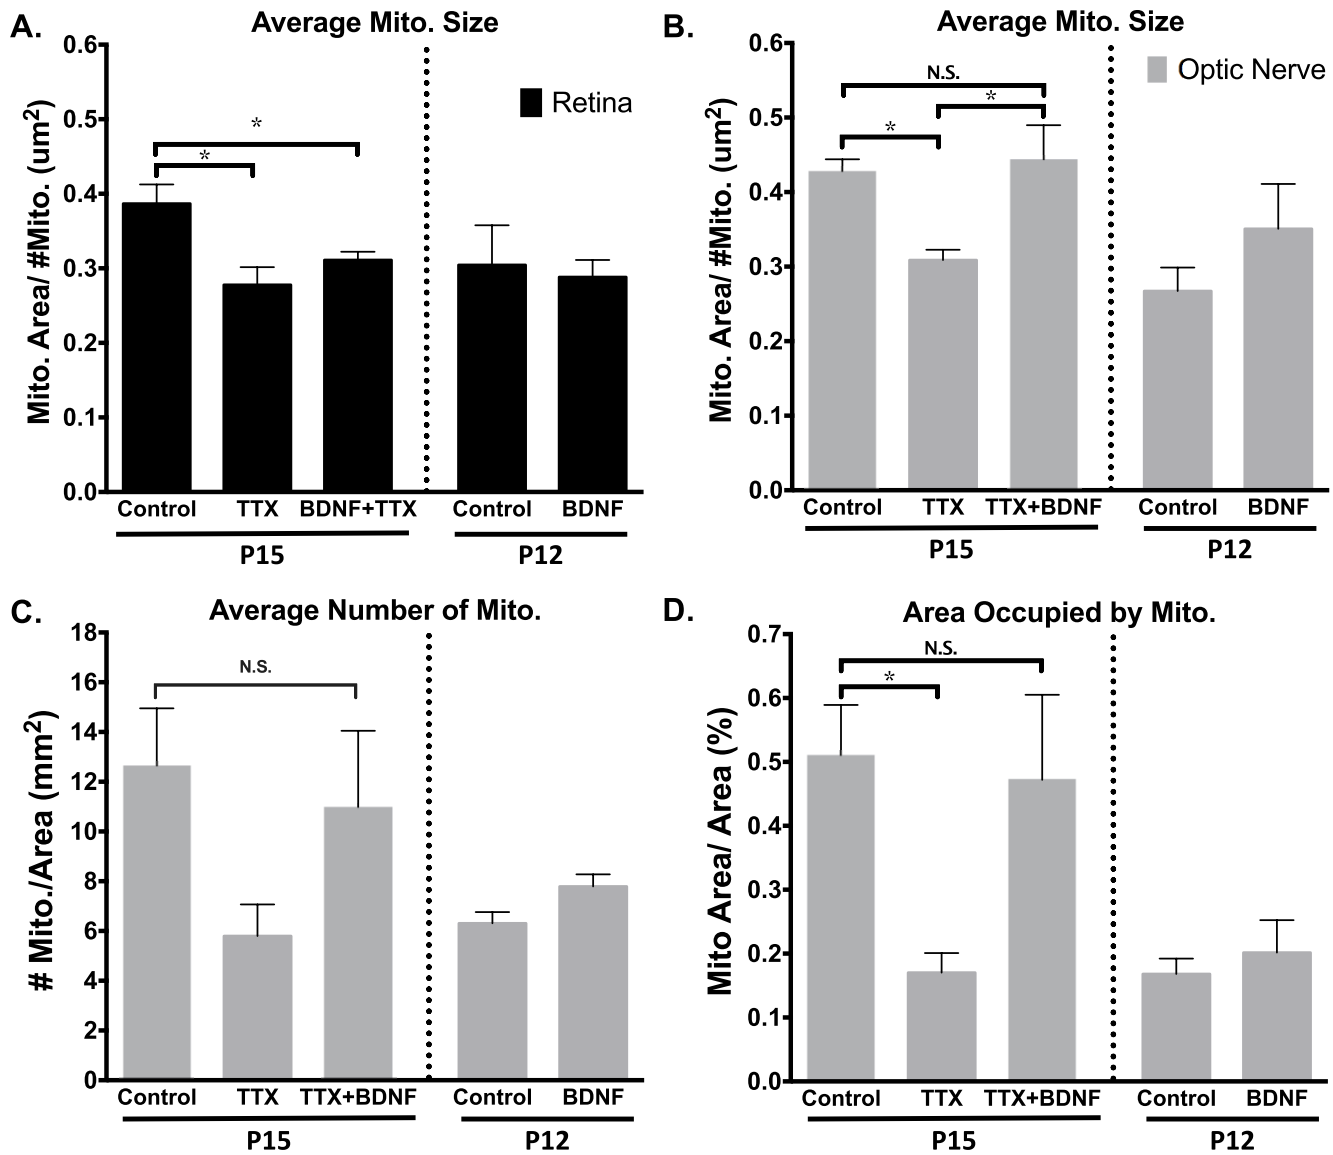 A.
Average Mito. Size
Mito. Area/ #Mito. (um2)
0.6
0.5
0.4
0.3
0.2
0.1
0.0
Retina
*
*
Control TTX BDNF+TTX Control BDNF
P15 P12
B.
Average Mito. Size
Mito. Area/ #Mito. (um2)
0.6
0.5
0.4
0.3
0.2
0.1
0.0
Optic Nerve
N.S.
*
*
Control TTX TTX+BDNF Control BDNF
P15 P12
C.
Average Number of Mito.
# Mito./Area (mm2)
18
16
14
12
10
8
6
4
2
0
N.S.
Control TTX TTX+BDNF Control BDNF
P15 P12
D.
Area Occupied by Mito.
Mito Area/ Area (%)
0.7
0.6
0.5
0.4
0.3
0.2
0.1
0.0
N.S.
*
Control TTX TTX+BDNF Control BDNF
P15 P12